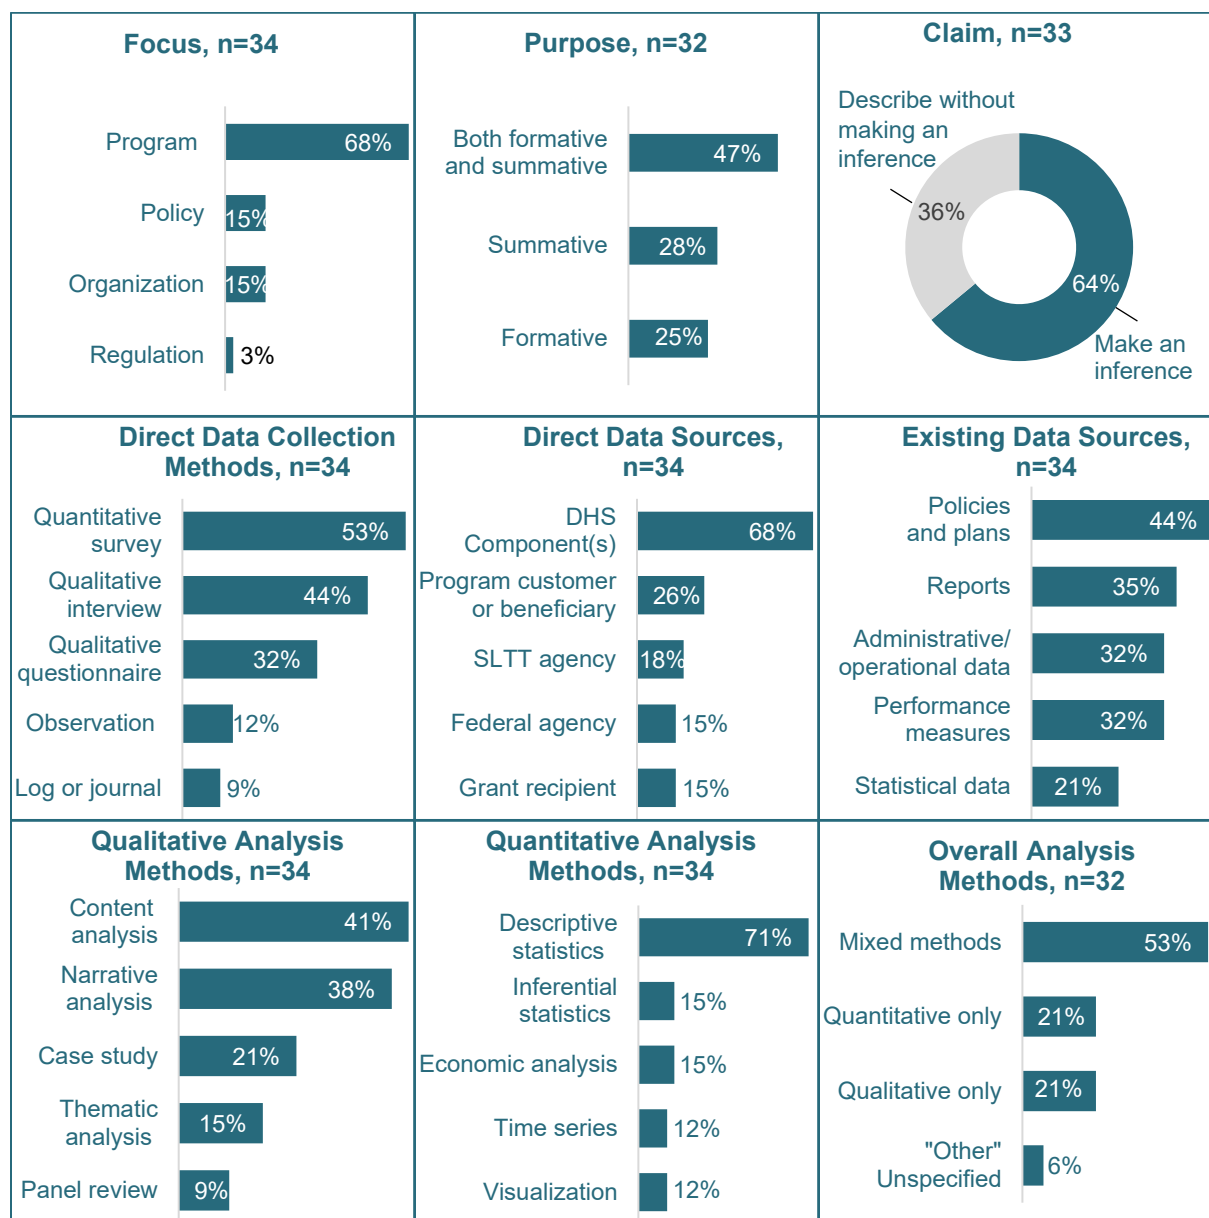 Focus, n=34
Program
68%
Policy
15%
Organization
15%
Regulation
3%
Purpose, n=32
Both formative
and summative
47%
Summative
28%
Formative
25%
Claim, n=33
Describe without
making an
inference
36%
64%
Make an
inference
Direct Data Collection
Methods, n=34
Quantitative
survey
53%
Qualitative
interview
44%
Qualitative
questionnaire
32%
Observation
12%
Log or journal
9%
Direct Data Sources,
n=34
DHS
Component(s)
68%
Program customer
or beneficiary
26%
SLTT agency
18%
Federal agency
15%
Grant recipient
15%
Existing Data Sources,
n=34
Policies
and plans
44%
Reports
35%
Administrative/
operational data
32%
Performance
measures
32%
Statistical data
21%
Qualitative Analysis
Methods, n=34
Content
analysis
41%
Narrative
analysis
38%
Case study
21%
Thematic
analysis
15%
Panel review
9%
Quantitative Analysis
Methods, n=34
Descriptive
statistics
71%
Inferential
statistics
15%
Economic analysis
15%
Time series
12%
Visualization
12%
Overall Analysis
Methods, n=32
Mixed methods
53%
Quantitative only
21%
Qualitative only
21%
"Other"
Unspecified
6%